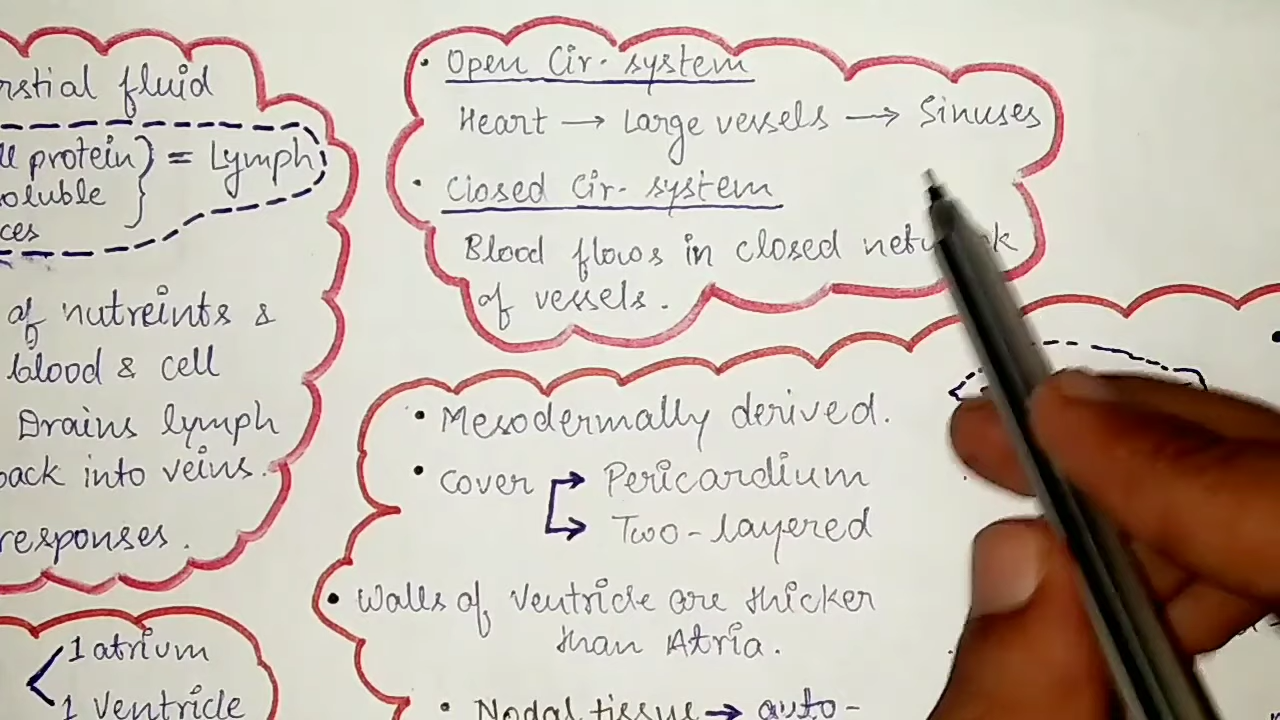 rstial fluid
protein } = Lymph
soluble
ces
of nutreints &
blood & cell
Drains lymph
back into veins.
responses.
1 atrium
1 ventricle
• Open Cir. system
Heart → Large vessels → Sinuses
• Closed Cir. system
Blood flows in closed
of vessels.
• Mesodermally derived.
• Cover → Pericardium
→ Two-layered
• Walls of Ventricle are thicker
than Atria.
• Nodal tissue → auto-